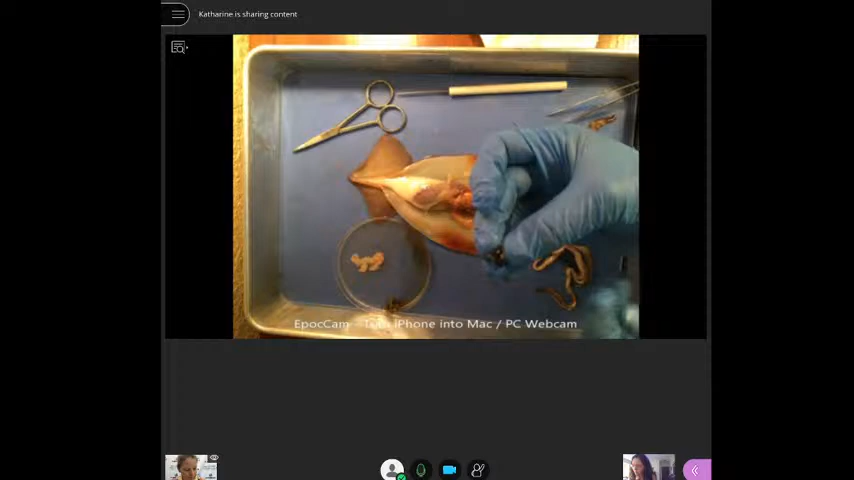 Katharine is sharing content
EpocCam iPhone into Mac / PC Webcam